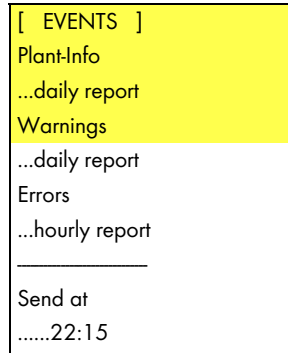 [ EVENTS ]
Plant-Info
...daily report
Warnings
...daily report
Errors
...hourly report
------------------------------
Send at
......22:15